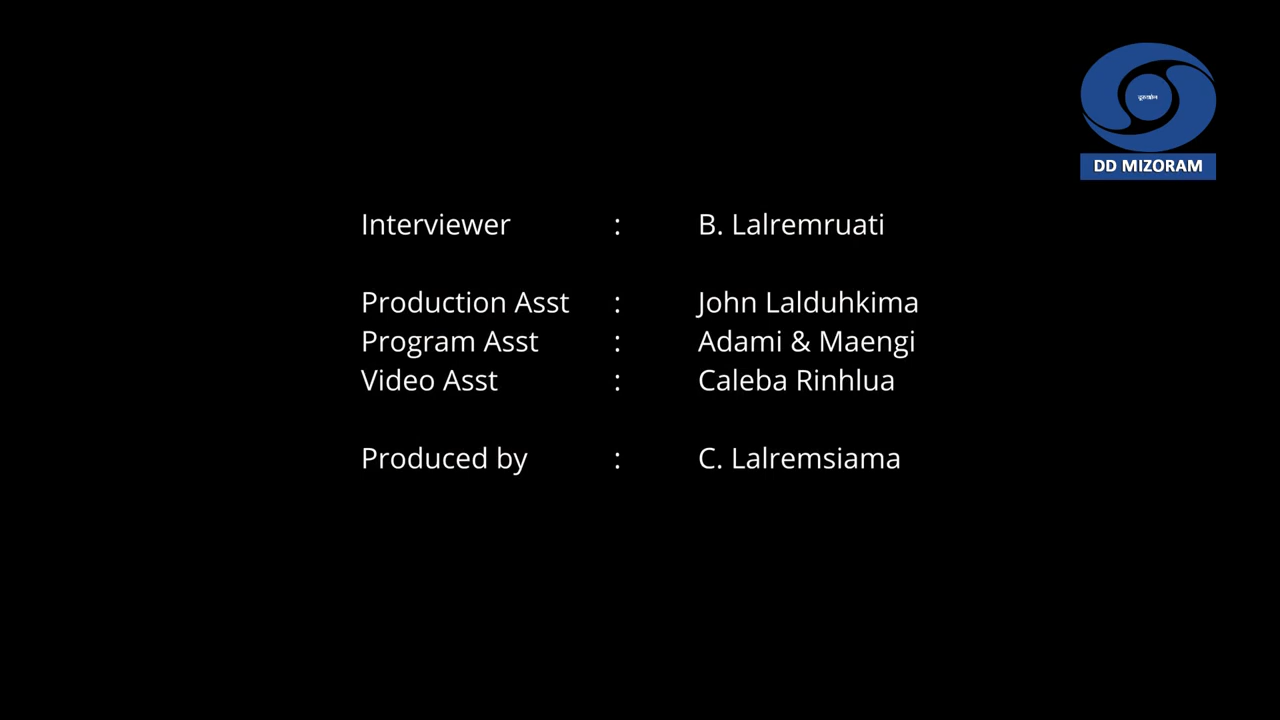 DD MIZORAM
Interviewer : B. Lalremruati
Production Asst : John Lalduhkima
Program Asst : Adami & Maengi
Video Asst : Caleba Rinhlua
Produced by : C. Lalremsiama